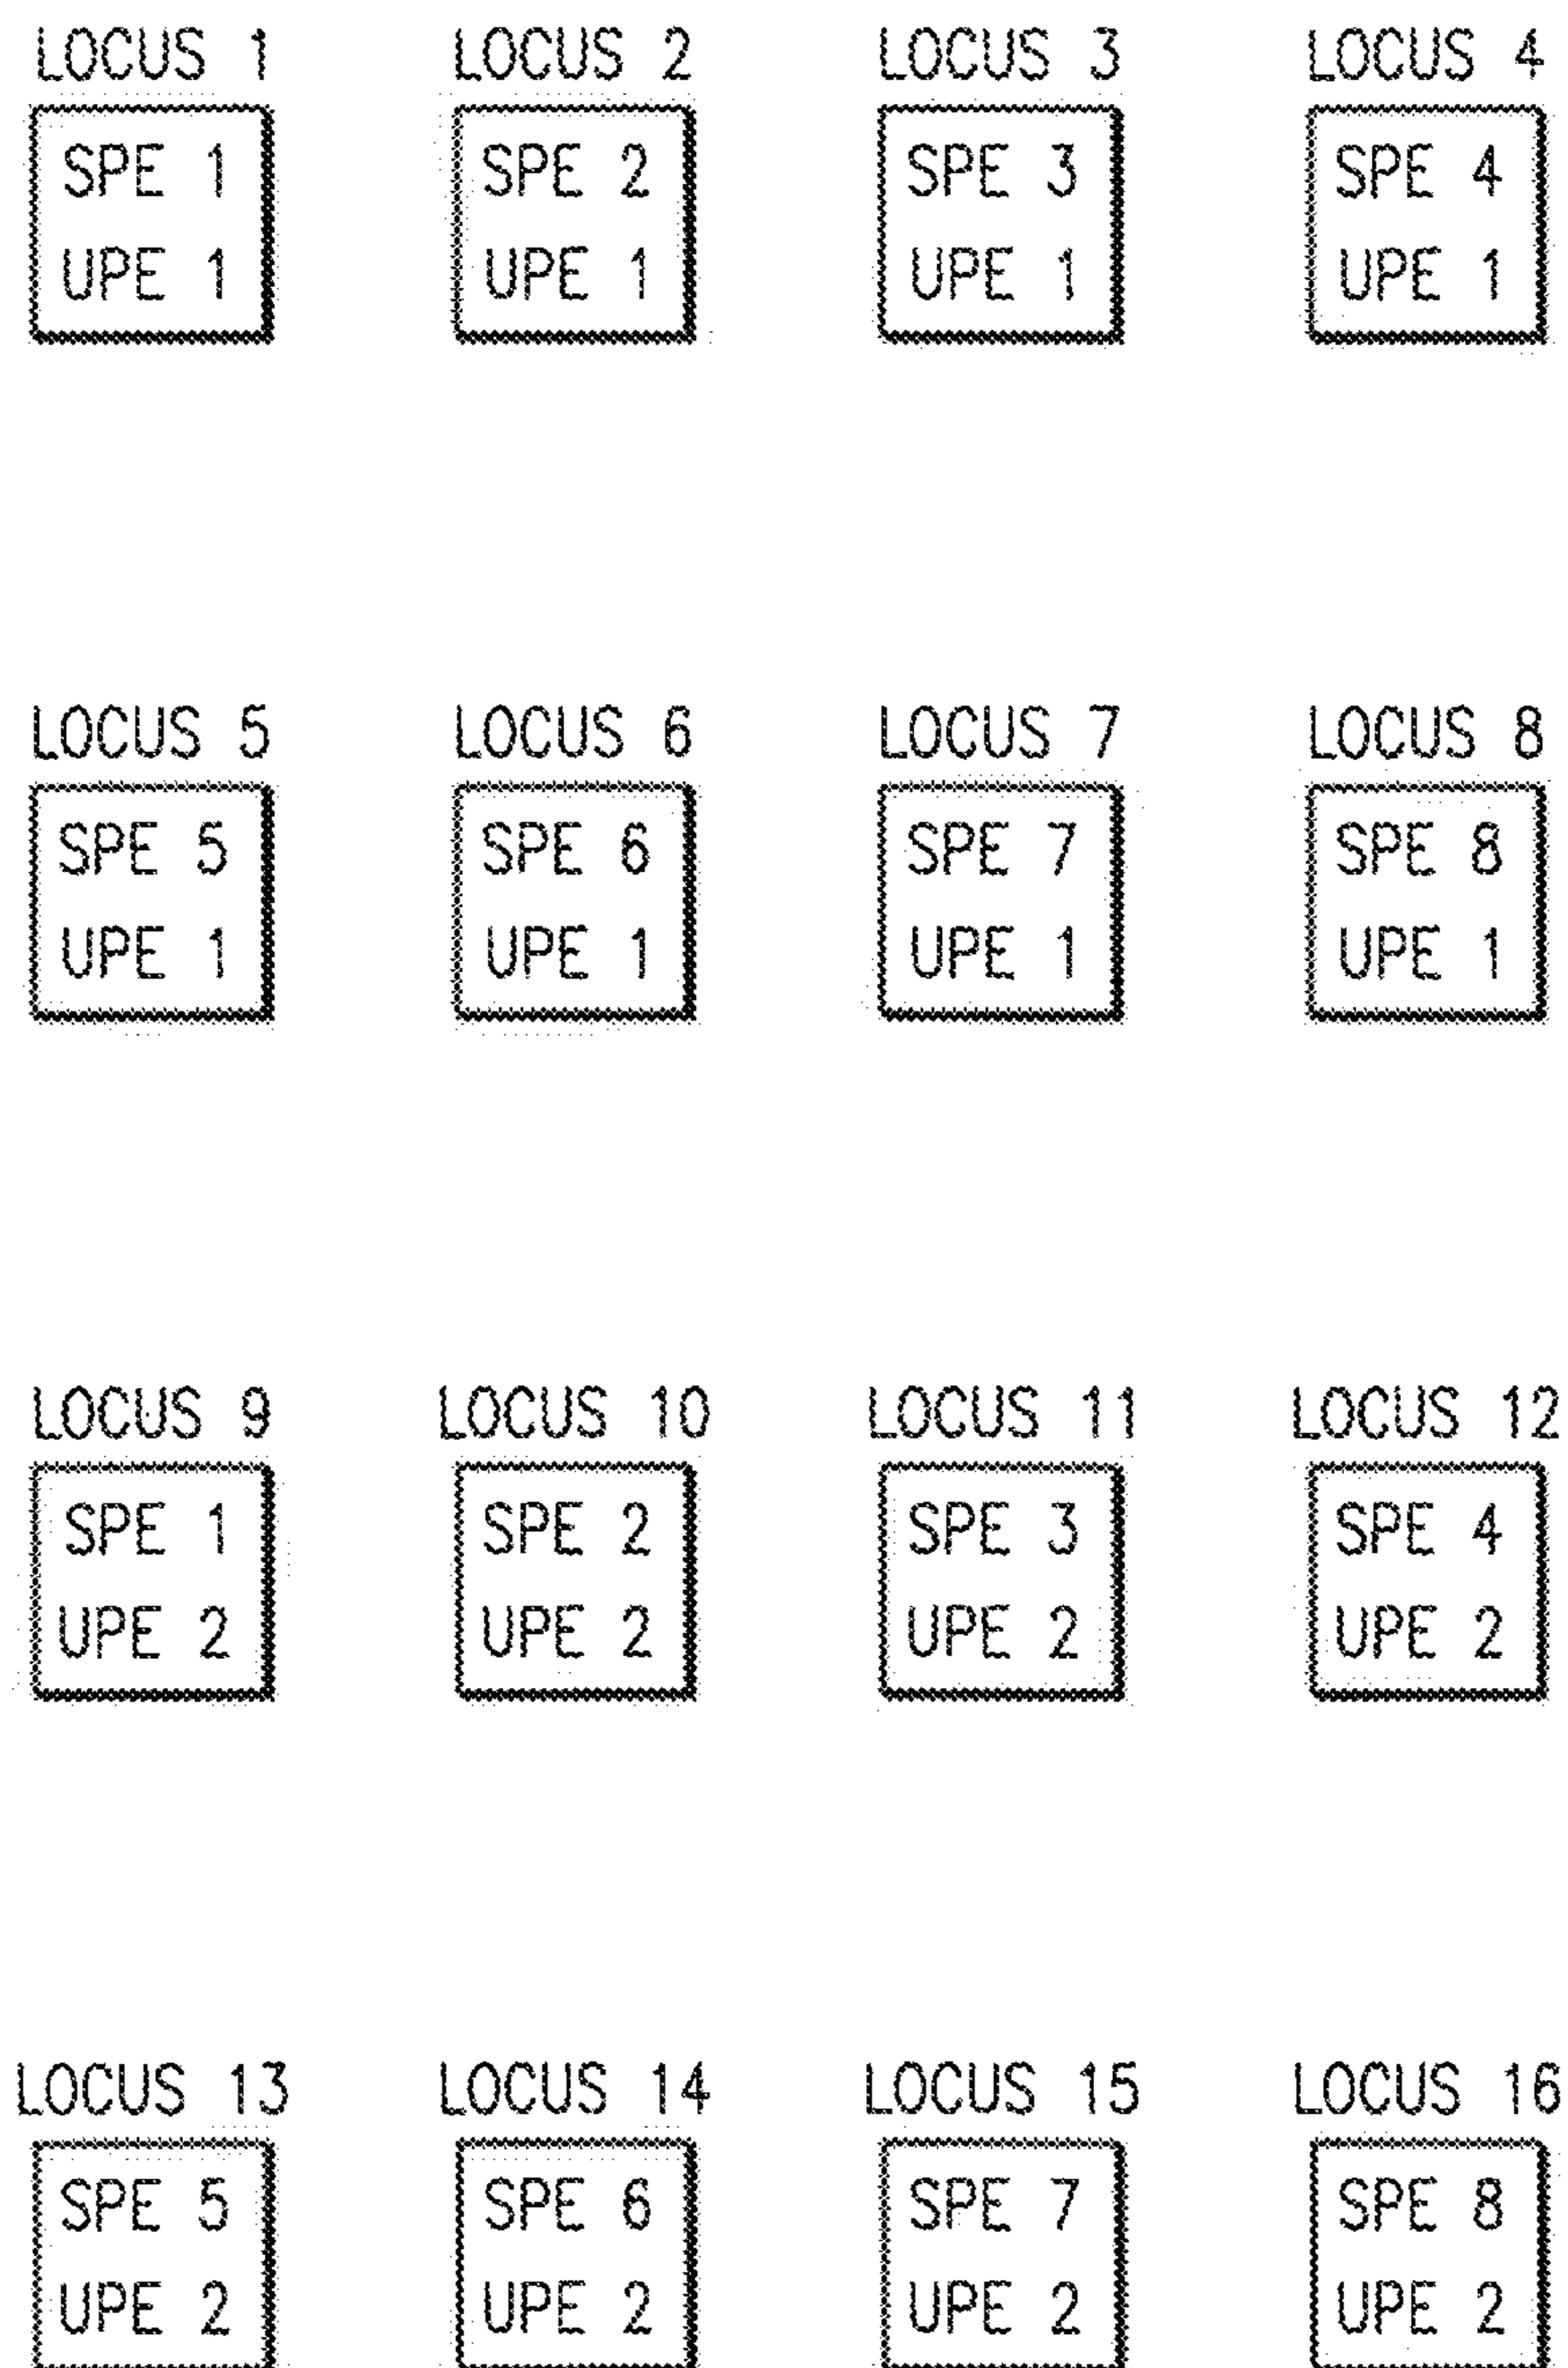 LOCUS 1 LOCUS 2 LOCUS 3 LOCUS 4
SPE 1 SPE 2 SPE 3 SPE 4
UPE 1 UPE 1 UPE 1 UPE 1
LOCUS 5 LOCUS 6 LOCUS 7 LOCUS 8
SPE 5 SPE 6 SPE 7 SPE 8
UPE 1 UPE 1 UPE 1 UPE 1
LOCUS 9 LOCUS 10 LOCUS 11 LOCUS 12
SPE 1 SPE 2 SPE 3 SPE 4
UPE 2 UPE 2 UPE 2 UPE 2
LOCUS 13 LOCUS 14 LOCUS 15 LOCUS 16
SPE 5 SPE 6 SPE 7 SPE 8
UPE 2 UPE 2 UPE 2 UPE 2